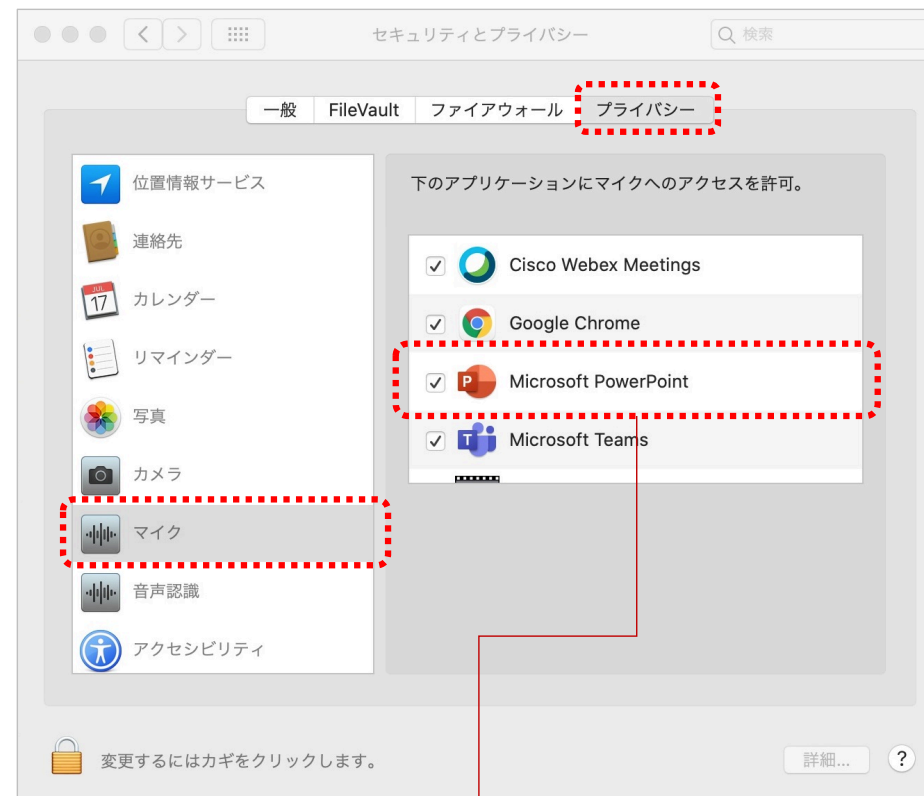 セキュリティとプライバシー
検索
一般 FileVault ファイアウォール プライバシー
位置情報サービス
連絡先
JUL
17
カレンダー
リマインダー
写真
カメラ
マイク
音声認識
アクセシビリティ
下のアプリケーションにマイクへのアクセスを許可。
Cisco Webex Meetings
Google Chrome
P
Microsoft PowerPoint
T
Microsoft Teams
変更するにはカギをクリックします。
詳細...
?